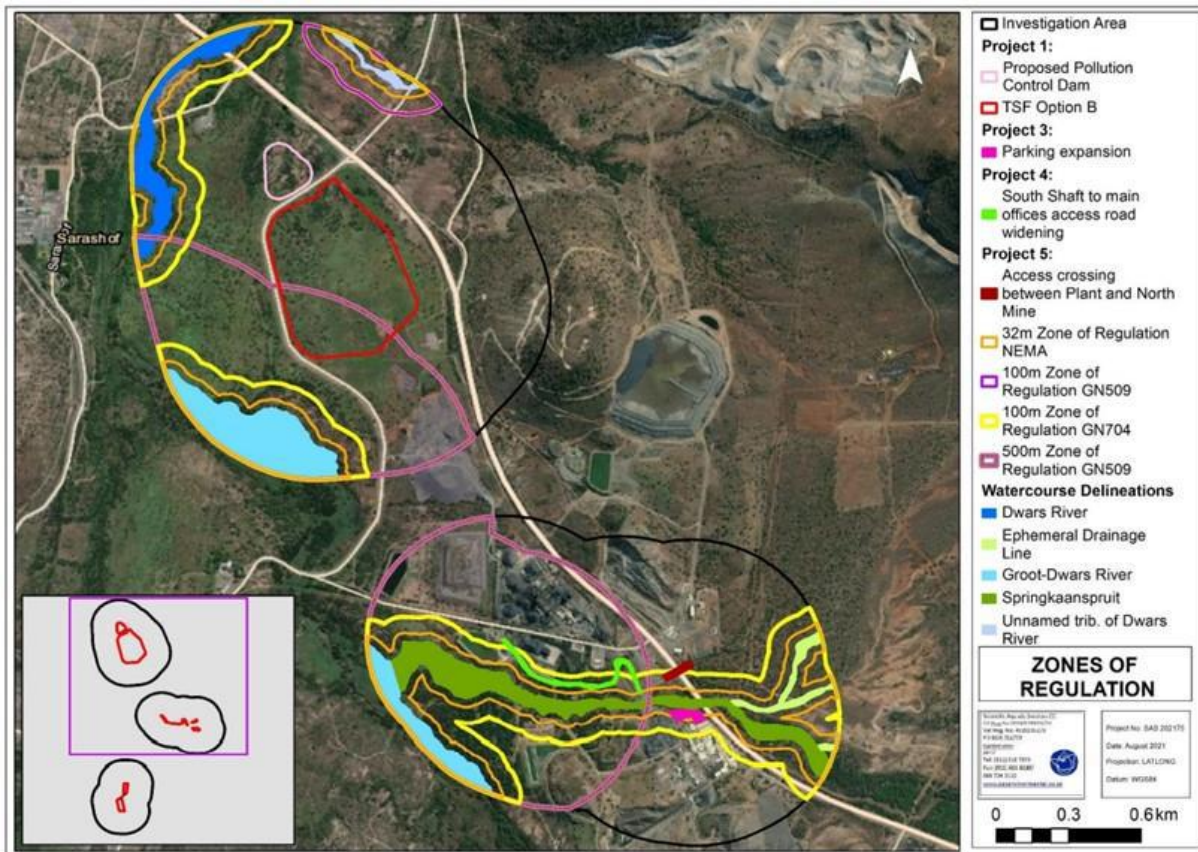 Sarashof
Saras
Investigation Area
Project 1:
Proposed Pollution
Control Dam
TSF Option B
Project 3:
Parking expansion
Project 4:
South Shaft to main
offices access road
widening
Project 5:
Access crossing
between Plant and North
Mine
32m Zone of Regulation
NEMA
100m Zone of
Regulation GN509
100m Zone of
Regulation GN704
500m Zone of
Regulation GN509
Watercourse Delineations
Dwars River
Ephemeral Drainage
Line
Groot-Dwars River
Springkaanspruit
Unnamed trib. of Dwars
River
ZONES OF
REGULATION
Project No: SAS 202175
Date: August 2021
Projection: LATLONG
Datum: WGS84
0 0.3 0.6 km